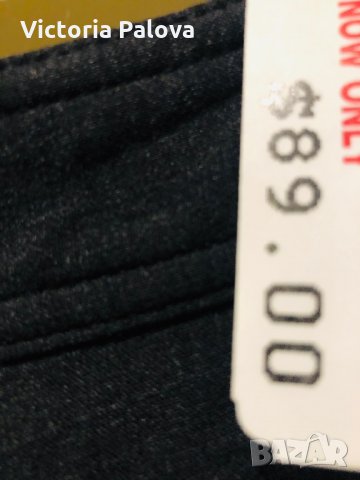 Victoria Palova
NOW ONLY
$89.00
BAZAR